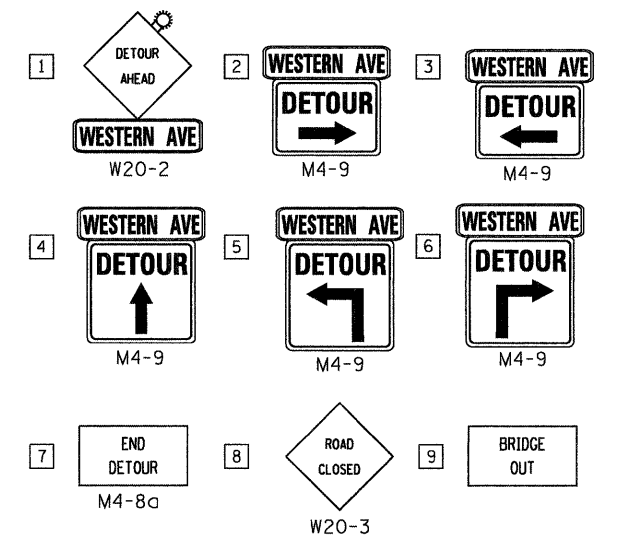 1
DETOUR
AHEAD
WESTERN AVE
W20-2
2
WESTERN AVE
DETOUR
M4-9
3
WESTERN AVE
DETOUR
M4-9
4
WESTERN AVE
DETOUR
M4-9
5
WESTERN AVE
DETOUR
M4-9
6
WESTERN AVE
DETOUR
M4-9
7
END
DETOUR
M4-8a
8
ROAD
CLOSED
W20-3
9
BRIDGE
OUT